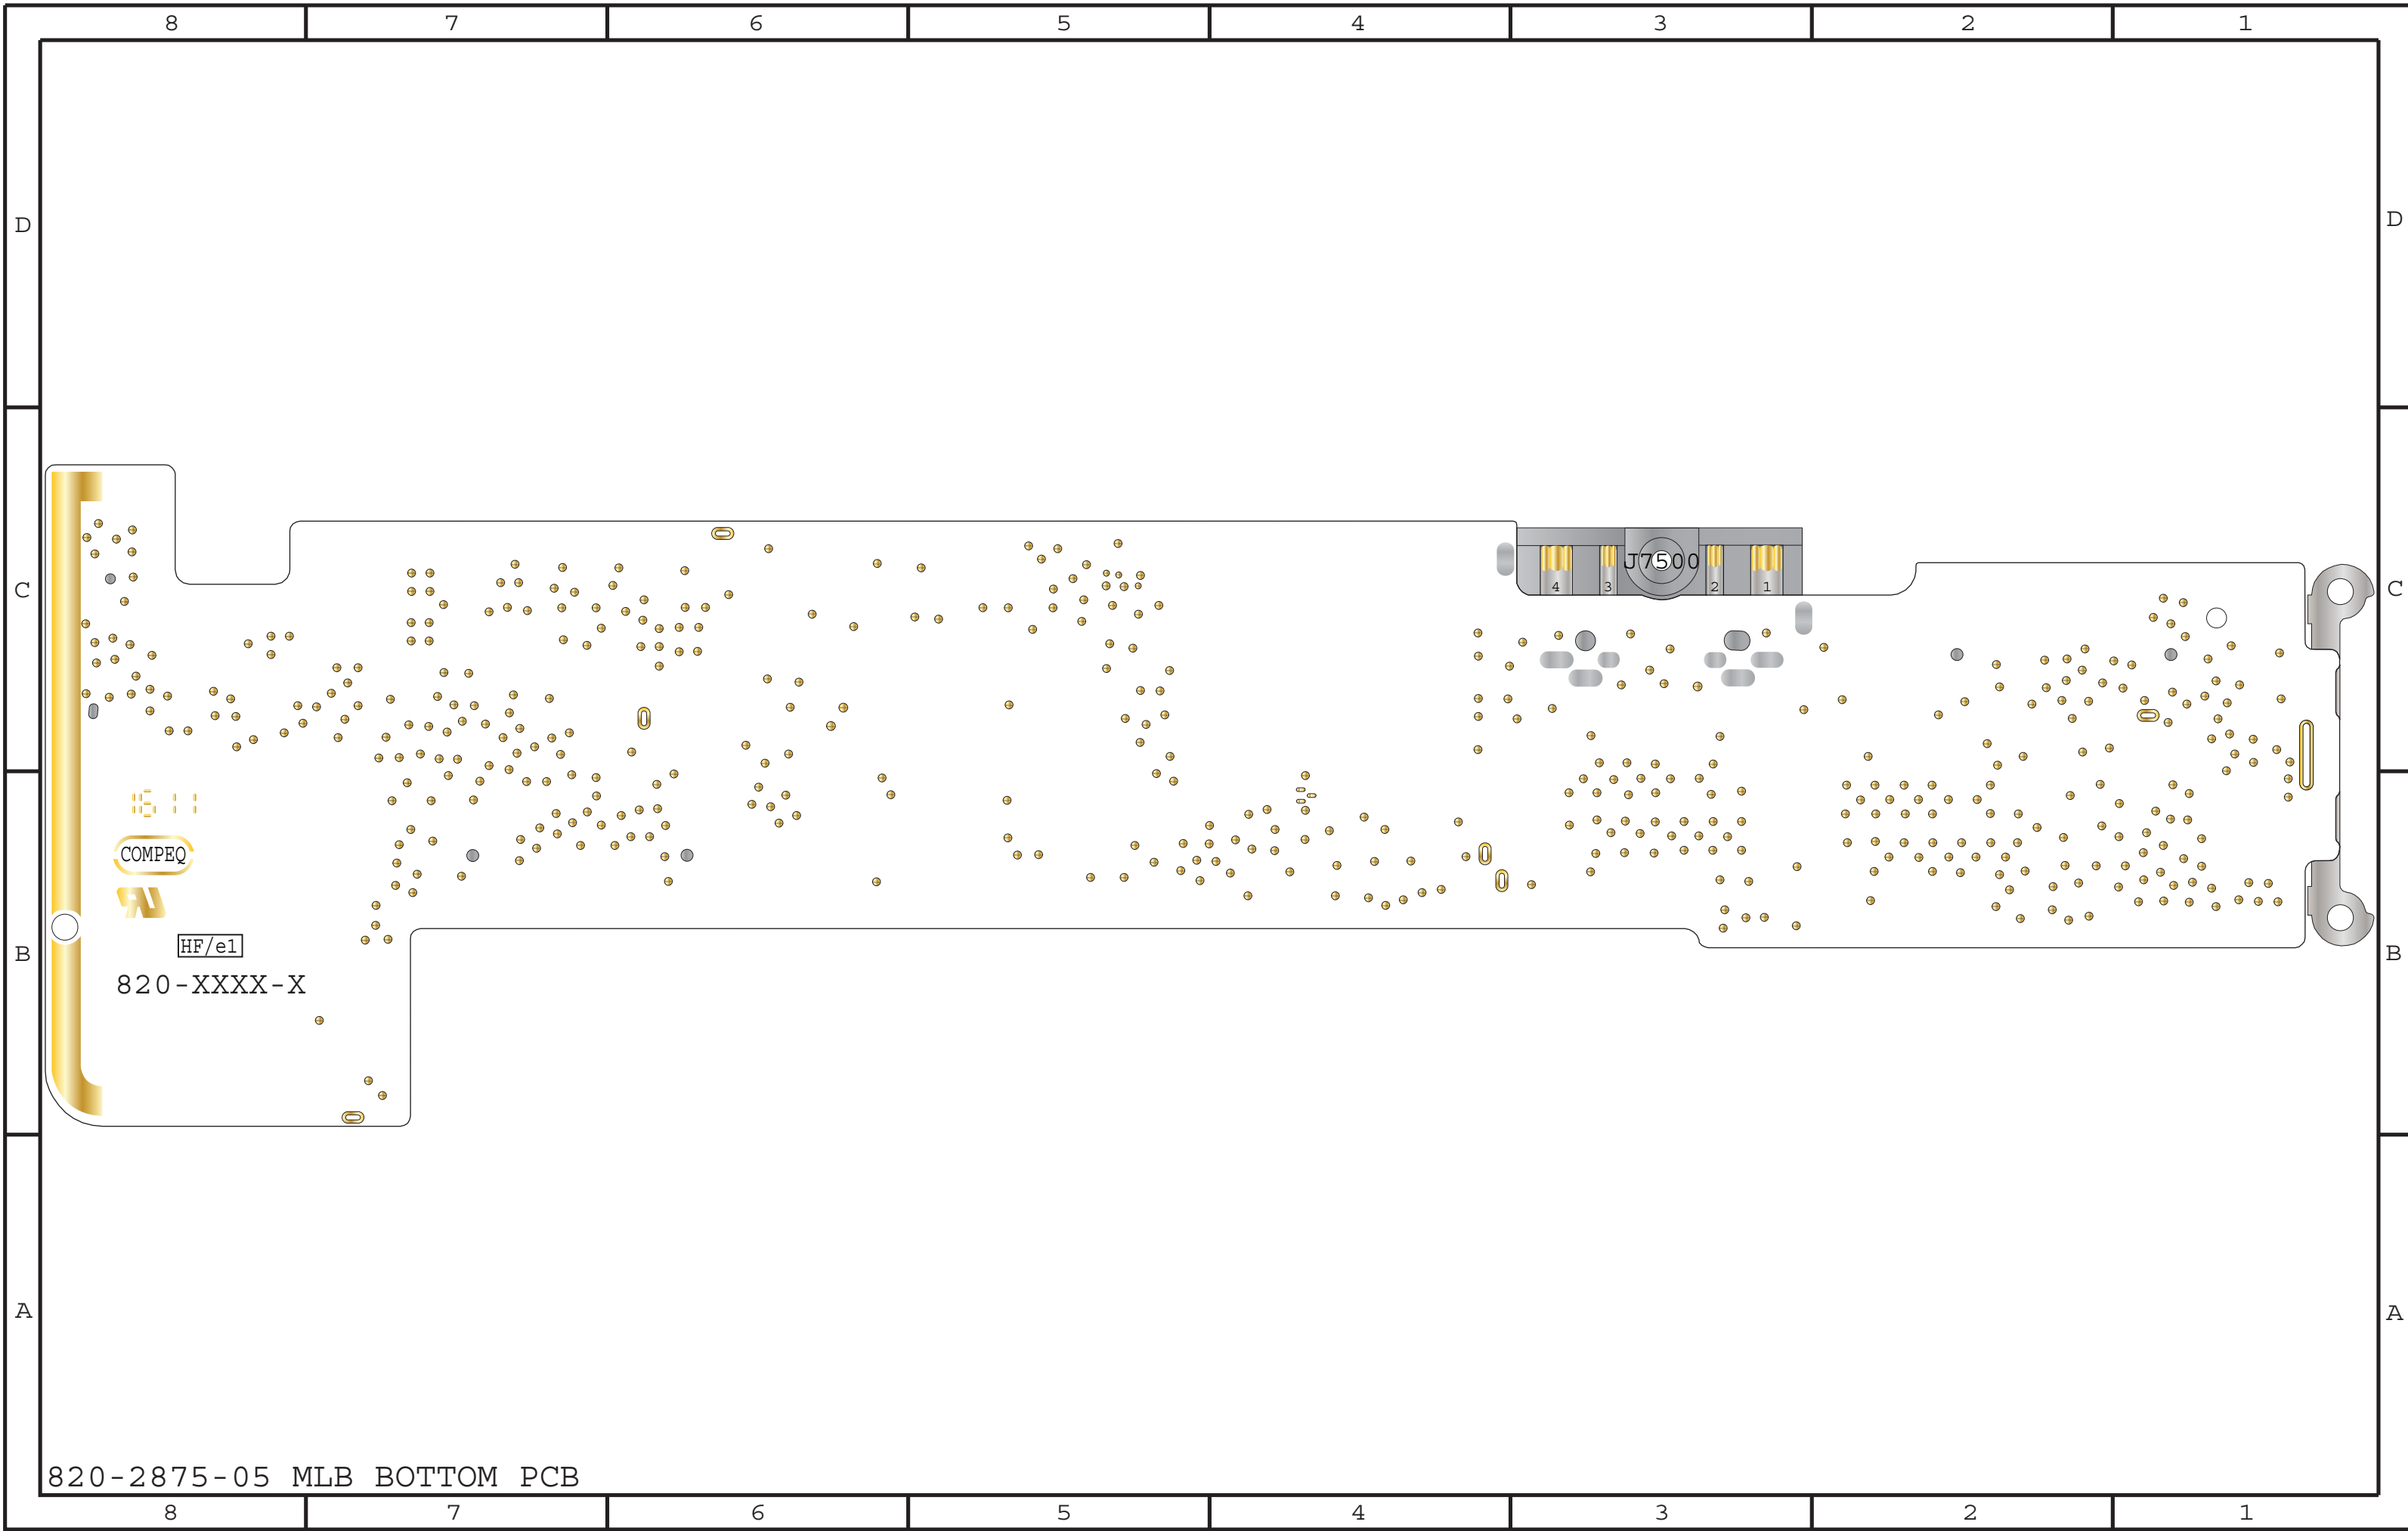 8 7 6 5 4 3 2 1
D D
C C
J7500
4 3 2 1
1611
COMPEQ
HF/e1
B B
820-XXXX-X
A A
820-2875-05 MLB BOTTOM PCB
8 7 6 5 4 3 2 1